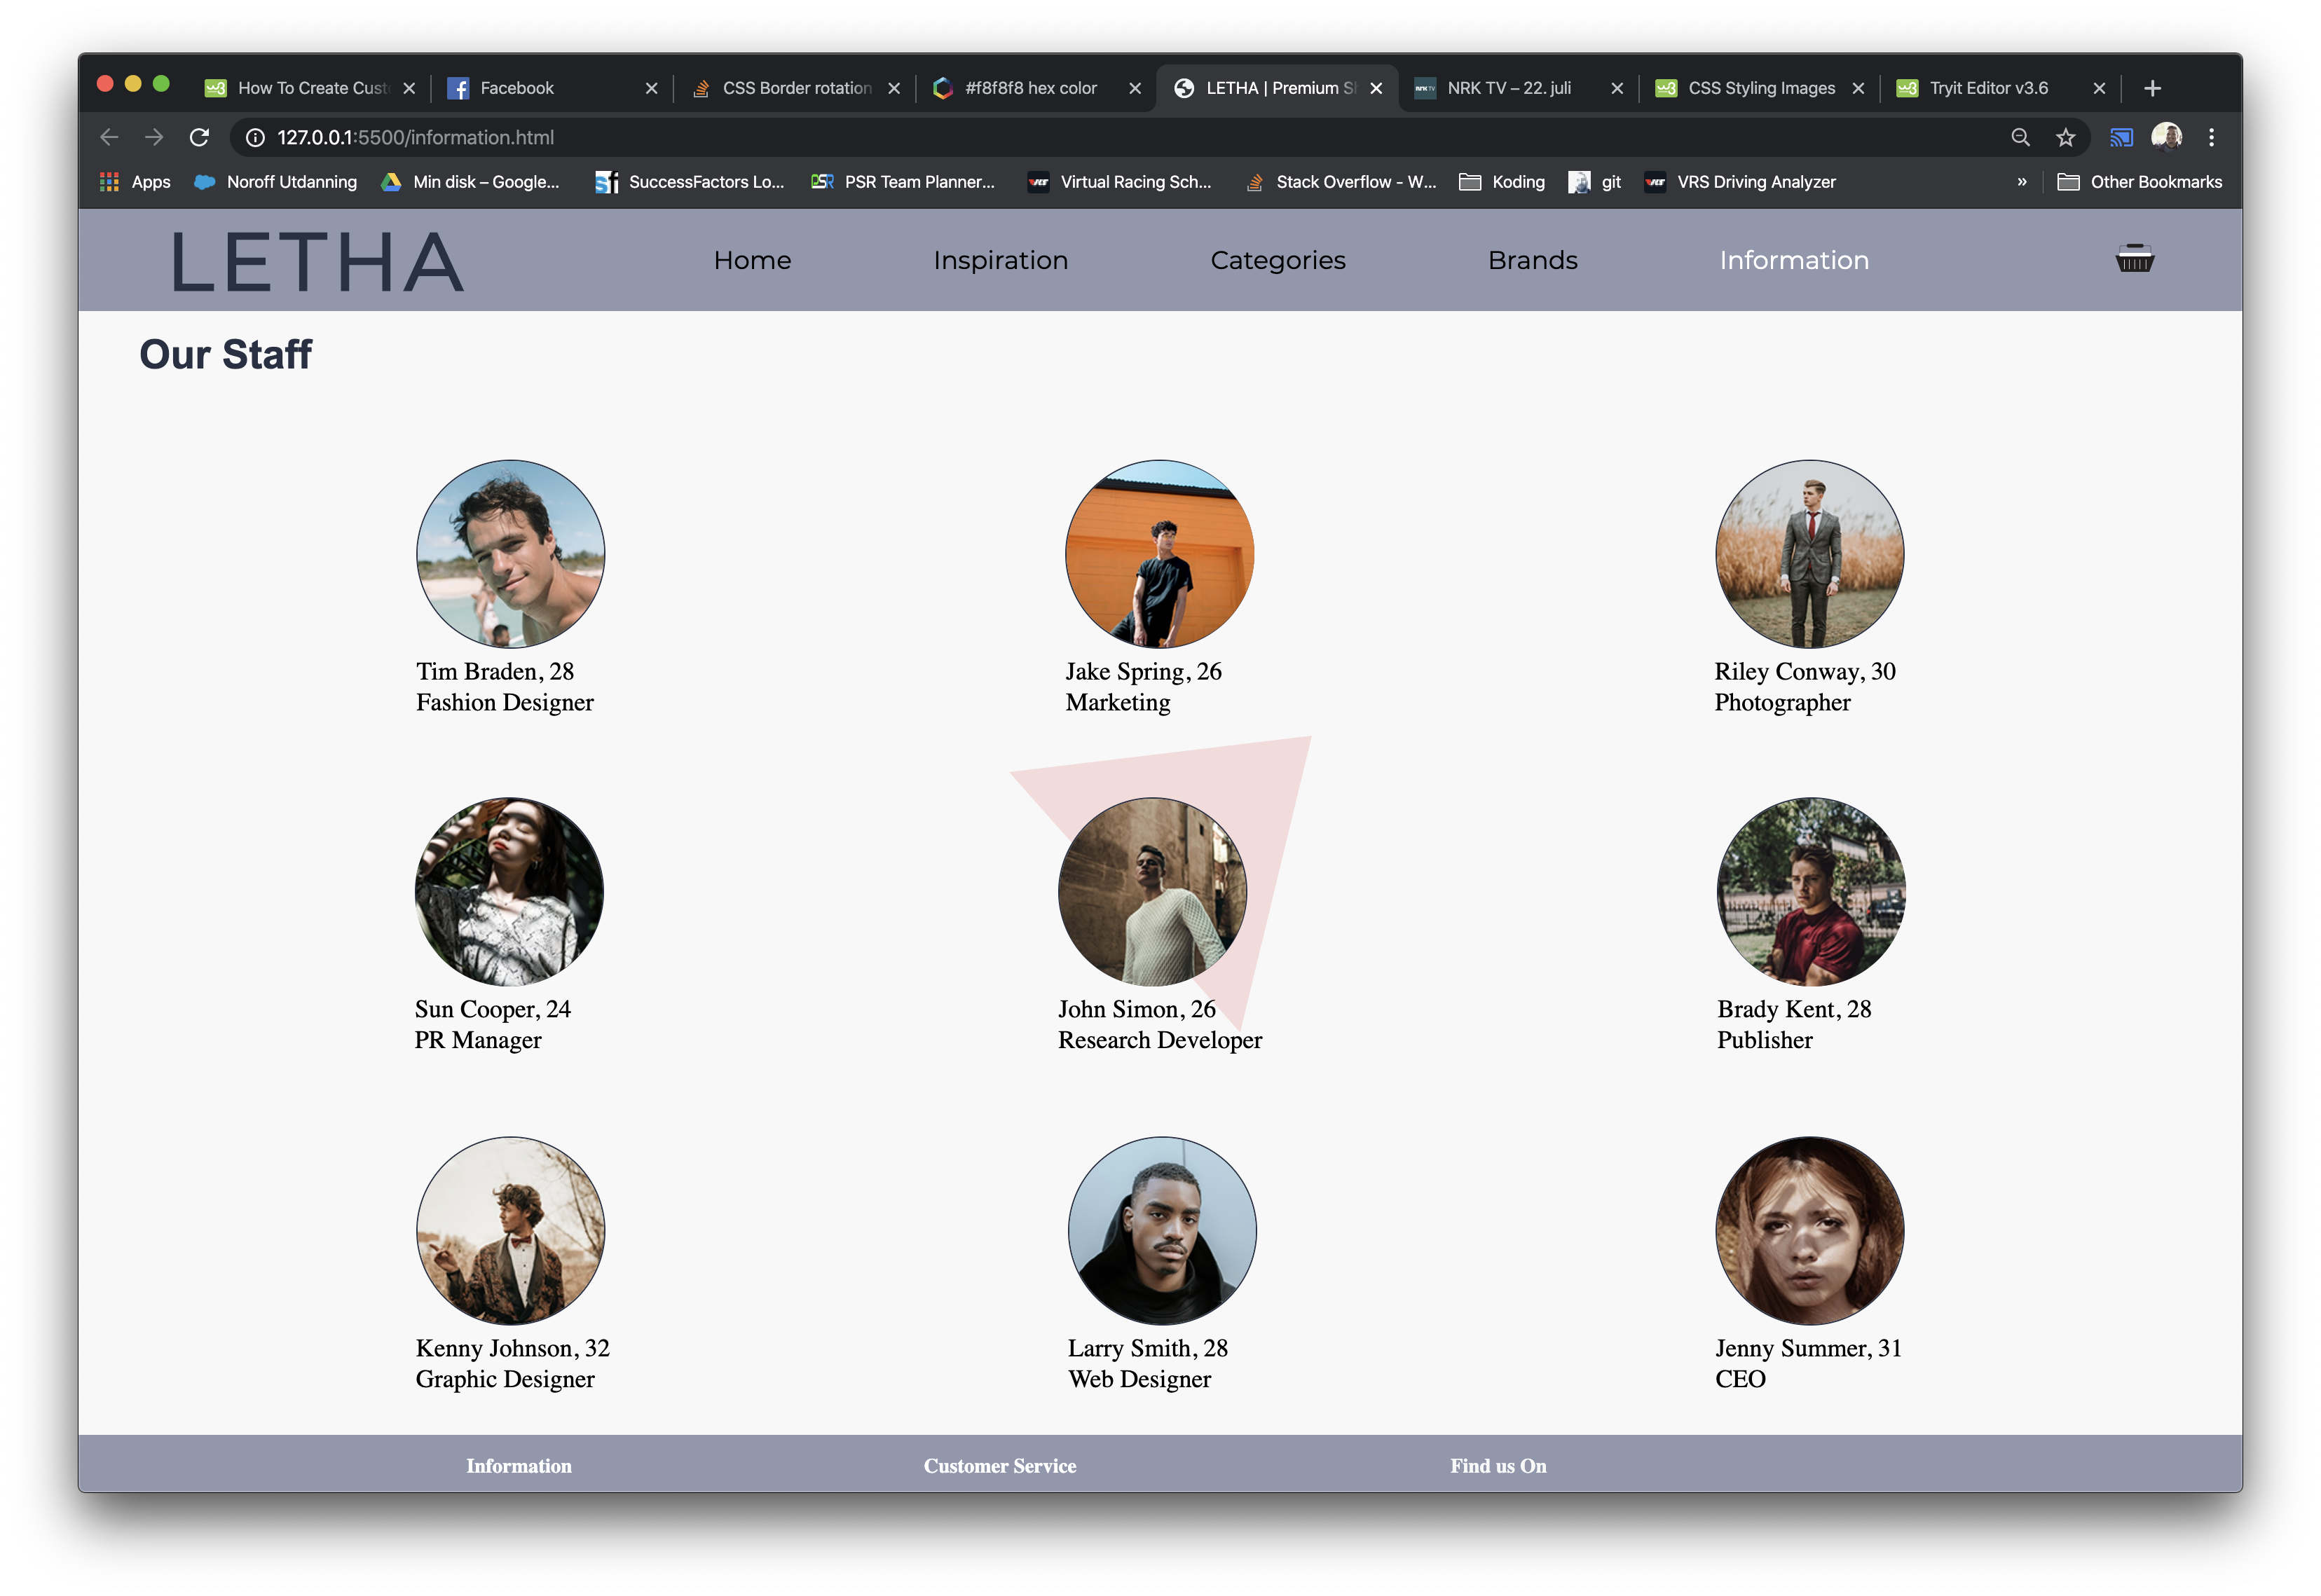 How To Create Cust
Facebook
CSS Border rotation
#f8f8f8 hex color
LETHA | Premium S
NRK TV – 22. juli
CSS Styling Images
Tryit Editor v3.6
127.0.0.1:5500/information.html
Apps
Noroff Utdanning
Min disk – Google...
SuccessFactors Lo...
PSR Team Planner...
Virtual Racing Sch...
Stack Overflow - W...
Koding
git
VRS Driving Analyzer
»
Other Bookmarks
LETHA
Home
Inspiration
Categories
Brands
Information
Our Staff
Tim Braden, 28
Fashion Designer
Jake Spring, 26
Marketing
Riley Conway, 30
Photographer
Sun Cooper, 24
PR Manager
John Simon, 26
Research Developer
Brady Kent, 28
Publisher
Kenny Johnson, 32
Graphic Designer
Larry Smith, 28
Web Designer
Jenny Summer, 31
CEO
Information
Customer Service
Find us On